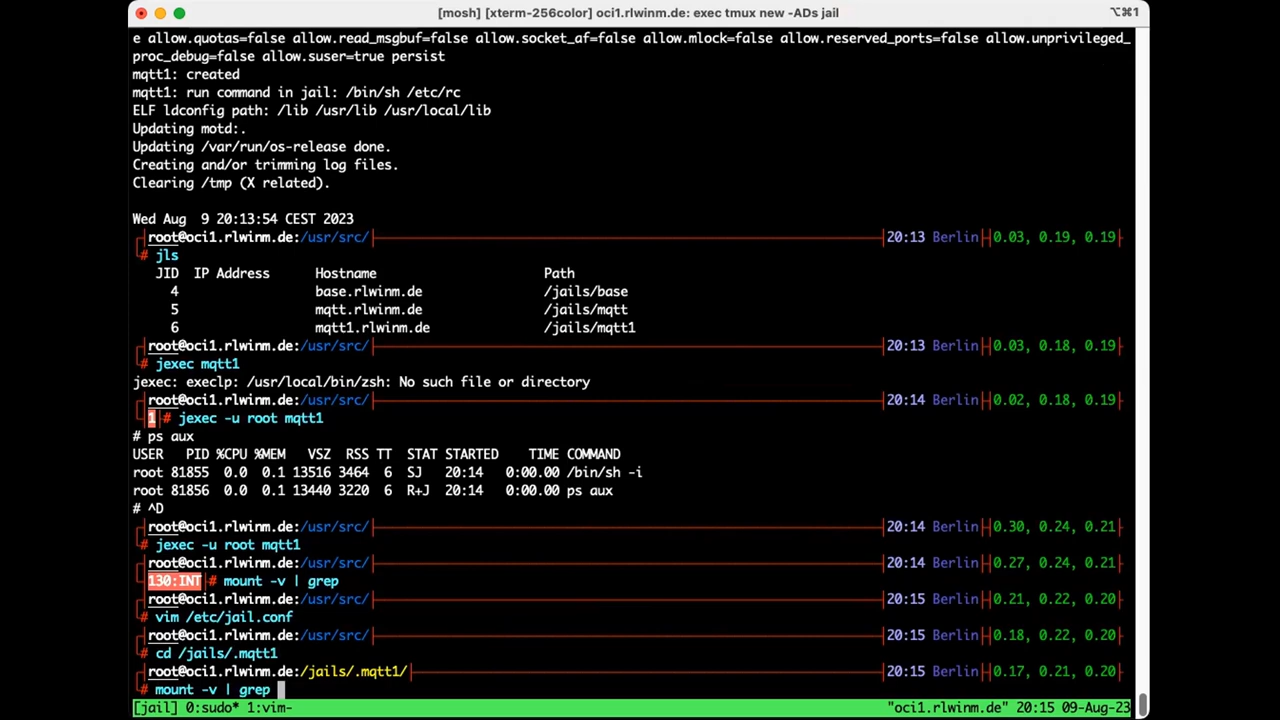 [mosh] [xterm-256color] oci1.rlwinm.de: exec tmux new -ADs jail
⌥⌘1
e allow.quotas=false allow.read_msgbuf=false allow.socket_af=false allow.mlock=false allow.reserved_ports=false allow.unprivileged_
proc_debug=false allow.suser=true persist
mqtt1: created
mqtt1: run command in jail: /bin/sh /etc/rc
ELF ldconfig path: /lib /usr/lib /usr/local/lib
Updating motd:.
Updating /var/run/os-release done.
Creating and/or trimming log files.
Clearing /tmp (X related).
Wed Aug  9 20:13:54 CEST 2023
root@oci1.rlwinm.de:/usr/src/ 20:13 Berlin 0.03, 0.19, 0.19
# jls
JID  IP Address      Hostname                      Path
4                  base.rlwinm.de                /jails/base
5                  mqtt.rlwinm.de                /jails/mqtt
6                  mqtt1.rlwinm.de               /jails/mqtt1
root@oci1.rlwinm.de:/usr/src/ 20:13 Berlin 0.03, 0.18, 0.19
# jexec mqtt1
jexec: execlp: /usr/local/bin/zsh: No such file or directory
root@oci1.rlwinm.de:/usr/src/ 20:14 Berlin 0.02, 0.18, 0.19
1 # jexec -u root mqtt1
# ps aux
USER   PID %CPU %MEM   VSZ  RSS TT  STAT STARTED    TIME COMMAND
root 81855  0.0  0.1 13516 3464  6  SJ   20:14   0:00.00 /bin/sh -i
root 81856  0.0  0.1 13440 3220  6  R+J  20:14   0:00.00 ps aux
# ^D
root@oci1.rlwinm.de:/usr/src/ 20:14 Berlin 0.30, 0.24, 0.21
# jexec -u root mqtt1
root@oci1.rlwinm.de:/usr/src/ 20:14 Berlin 0.27, 0.24, 0.21
130:INT # mount -v | grep
root@oci1.rlwinm.de:/usr/src/ 20:15 Berlin 0.21, 0.22, 0.20
# vim /etc/jail.conf
root@oci1.rlwinm.de:/usr/src/ 20:15 Berlin 0.18, 0.22, 0.20
# cd /jails/.mqtt1
root@oci1.rlwinm.de:/jails/.mqtt1/ 20:15 Berlin 0.17, 0.21, 0.20
# mount -v | grep
[jail] 0:sudo* 1:vim- "oci1.rlwinm.de" 20:15 09-Aug-23